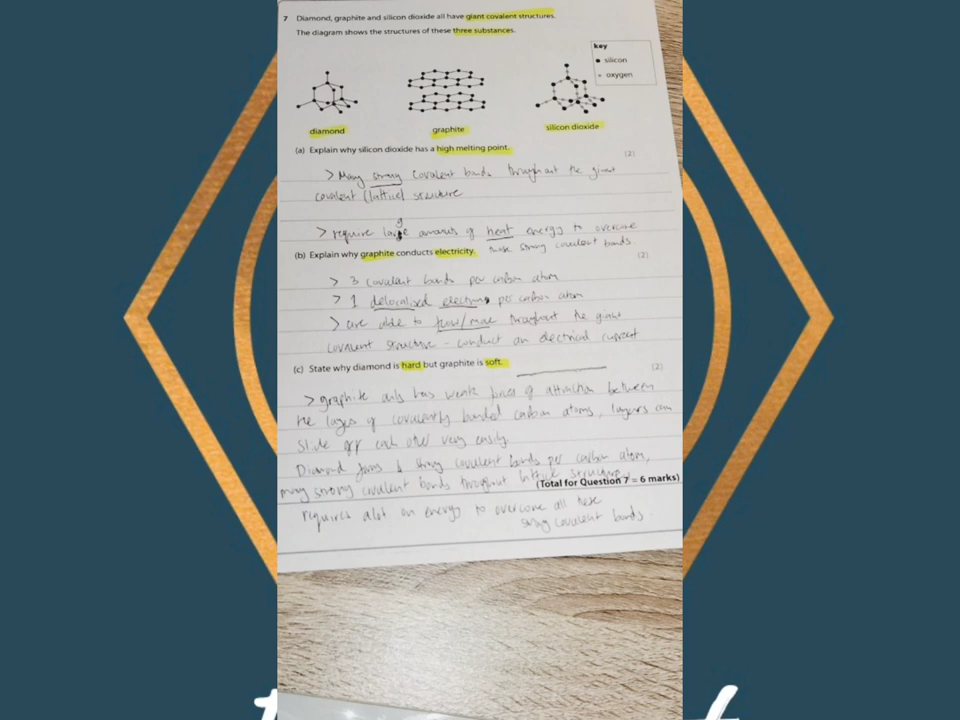 7 Diamond, graphite and silicon dioxide all have giant covalent structures.
The diagram shows the structures of these three substances.
key
silicon
oxygen
diamond
graphite
silicon dioxide
(a) Explain why silicon dioxide has a high melting point.
(2)
> Many strong covalent bonds throughout the giant
covalent (lattice) structure
g
> require large amounts of heat energy to overcome
these strong covalent bonds
(b) Explain why graphite conducts electricity.
(2)
> 3 covalent bonds per carbon atom
> 1 delocalised electron per carbon atom
> are able to flow/move throughout the giant
covalent structure - conduct an electrical current
(c) State why diamond is hard but graphite is soft.
(2)
> graphite only has weak forces of attraction between
the layers of covalently bonded carbon atoms, layers can
slide off each other very easily.
Diamond forms 4 strong covalent bonds per carbon atom,
many strong covalent bonds throughout lattice structure,
(Total for Question 7 = 6 marks)
requires alot on energy to overcome all these
strong covalent bonds